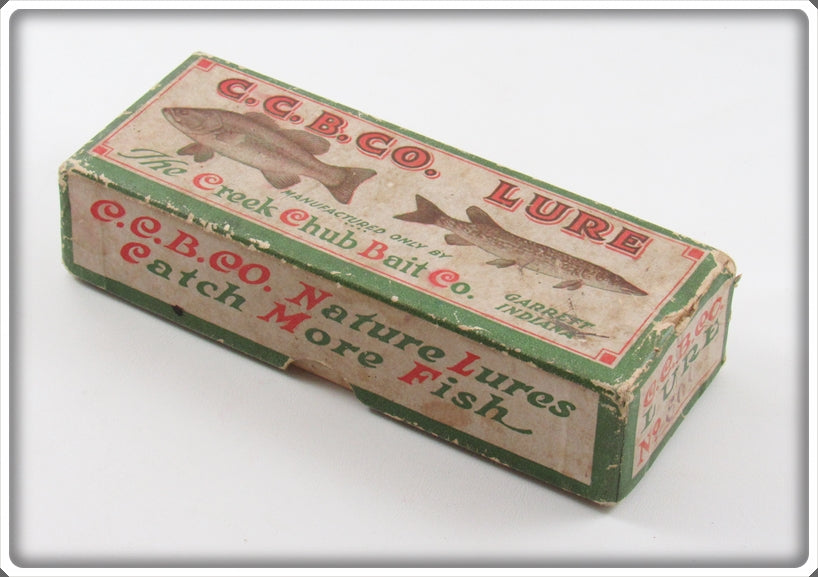 C.C.B.CO. LURE
MANUFACTURED ONLY BY
The Creek Chub Bait Co.
GARRETT
INDIANA
C.C.B.CO. Nature Lures
Catch More Fish
C.C.B.CO.
LURE
No.